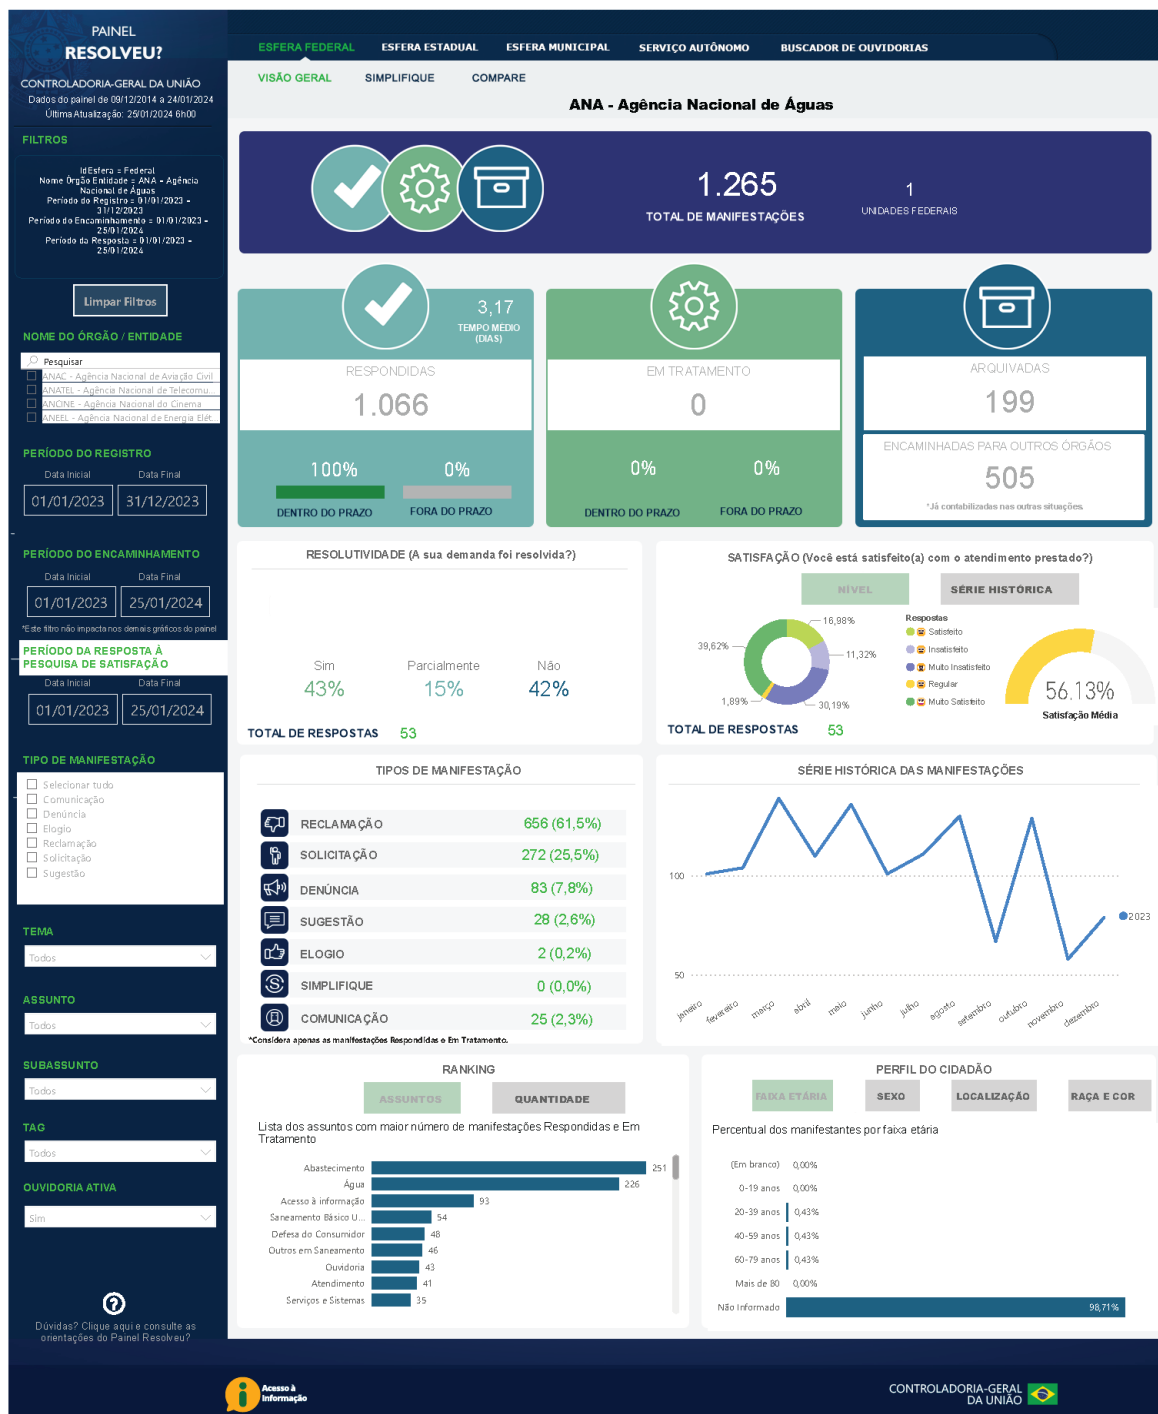 PAINEL
RESOLVEU?
CONTROLADORIA-GERAL DA UNIÃO
Dados do painel de 09/12/2014 a 24/01/2024
Última Atualização: 25/01/2024 6h00
FILTROS
IdEsfera = Federal
Nome Órgão Entidade = ANA - Agência
Nacional de Águas
Período do Registro = 01/01/2023 -
31/12/2023
Período do Encaminhamento = 01/01/2023 -
25/01/2024
Período da Resposta = 01/01/2023 -
25/01/2024
Limpar Filtros
NOME DO ÓRGÃO / ENTIDADE
Pesquisar
ANAC - Agência Nacional de Aviação Civil
ANATEL - Agência Nacional de Telecomu...
ANCINE - Agência Nacional do Cinema
ANEEL - Agência Nacional de Energia Elét...
PERÍODO DO REGISTRO
Data Inicial Data Final
01/01/2023 31/12/2023
PERÍODO DO ENCAMINHAMENTO
Data Inicial Data Final
01/01/2023 25/01/2024
*Este filtro não impacta nos demais gráficos do painel
PERÍODO DA RESPOSTA À
PESQUISA DE SATISFAÇÃO
Data Inicial Data Final
01/01/2023 25/01/2024
TIPO DE MANIFESTAÇÃO
Selecionar tudo
Comunicação
Denúncia
Elogio
Reclamação
Solicitação
Sugestão
TEMA
Todos
ASSUNTO
Todos
SUBASSUNTO
Todos
TAG
Todos
OUVIDORIA ATIVA
Sim
Dúvidas? Clique aqui e consulte as
orientações do Painel Resolveu?
ESFERA FEDERAL ESFERA ESTADUAL ESFERA MUNICIPAL SERVIÇO AUTÔNOMO BUSCADOR DE OUVIDORIAS
VISÃO GERAL SIMPLIFIQUE COMPARE
ANA - Agência Nacional de Águas
1.265
TOTAL DE MANIFESTAÇÕES
1
UNIDADES FEDERAIS
3,17
TEMPO MÉDIO
(DIAS)
RESPONDIDAS
1.066
100% 0%
DENTRO DO PRAZO FORA DO PRAZO
EM TRATAMENTO
0
0% 0%
DENTRO DO PRAZO FORA DO PRAZO
ARQUIVADAS
199
ENCAMINHADAS PARA OUTROS ÓRGÃOS
505
*Já contabilizadas nas outras situações.
RESOLUTIVIDADE (A sua demanda foi resolvida?)
Sim Parcialmente Não
43% 15% 42%
TOTAL DE RESPOSTAS 53
SATISFAÇÃO (Você está satisfeito(a) com o atendimento prestado?)
NÍVEL SÉRIE HISTÓRICA
16,98%
11,32%
30,19%
1,89%
39,62%
Respostas
Satisfeito
Insatisfeito
Muito Insatisfeito
Regular
Muito Satisfeito
56.13%
Satisfação Média
TOTAL DE RESPOSTAS 53
TIPOS DE MANIFESTAÇÃO
RECLAMAÇÃO 656 (61,5%)
SOLICITAÇÃO 272 (25,5%)
DENÚNCIA 83 (7,8%)
SUGESTÃO 28 (2,6%)
ELOGIO 2 (0,2%)
SIMPLIFIQUE 0 (0,0%)
COMUNICAÇÃO 25 (2,3%)
*Considera apenas as manifestações Respondidas e Em Tratamento.
SÉRIE HISTÓRICA DAS MANIFESTAÇÕES
100
50
2023
janeiro fevereiro março abril maio junho julho agosto setembro outubro novembro dezembro
RANKING
ASSUNTOS QUANTIDADE
Lista dos assuntos com maior número de manifestações Respondidas e Em
Tratamento
Abastecimento 251
Água 226
Acesso à informação 93
Saneamento Básico U... 54
Defesa do Consumidor 48
Outros em Saneamento 46
Ouvidoria 43
Atendimento 41
Serviços e Sistemas 35
PERFIL DO CIDADÃO
FAIXA ETÁRIA SEXO LOCALIZAÇÃO RAÇA E COR
Percentual dos manifestantes por faixa etária
(Em branco) 0,00%
0-19 anos 0,00%
20-39 anos 0,43%
40-59 anos 0,43%
60-79 anos 0,43%
Mais de 80 0,00%
Não Informado 98,71%
Acesso à
Informação
CONTROLADORIA-GERAL
DA UNIÃO